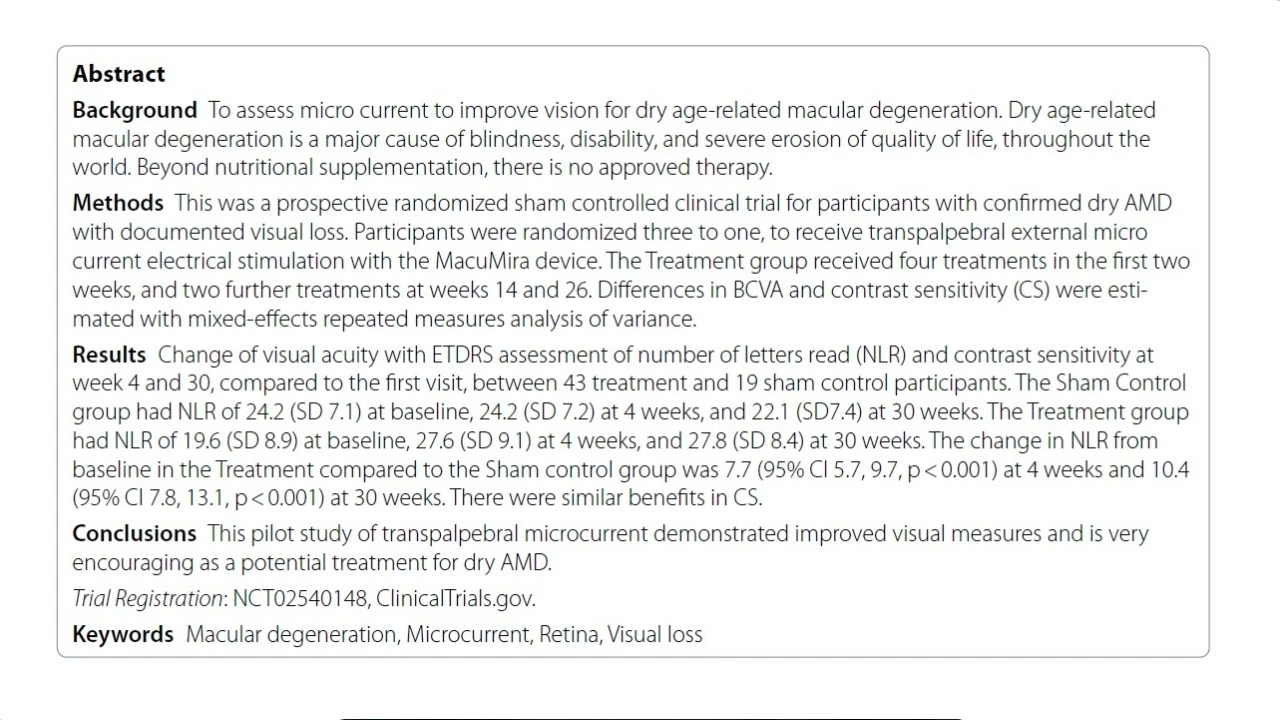 Abstract
Background To assess micro current to improve vision for dry age-related macular degeneration. Dry age-related
macular degeneration is a major cause of blindness, disability, and severe erosion of quality of life, throughout the
world. Beyond nutritional supplementation, there is no approved therapy.
Methods This was a prospective randomized sham controlled clinical trial for participants with confirmed dry AMD
with documented visual loss. Participants were randomized three to one, to receive transpalpebral external micro
current electrical stimulation with the MacuMira device. The Treatment group received four treatments in the first two
weeks, and two further treatments at weeks 14 and 26. Differences in BCVA and contrast sensitivity (CS) were esti-
mated with mixed-effects repeated measures analysis of variance.
Results Change of visual acuity with ETDRS assessment of number of letters read (NLR) and contrast sensitivity at
week 4 and 30, compared to the first visit, between 43 treatment and 19 sham control participants. The Sham Control
group had NLR of 24.2 (SD 7.1) at baseline, 24.2 (SD 7.2) at 4 weeks, and 22.1 (SD7.4) at 30 weeks. The Treatment group
had NLR of 19.6 (SD 8.9) at baseline, 27.6 (SD 9.1) at 4 weeks, and 27.8 (SD 8.4) at 30 weeks. The change in NLR from
baseline in the Treatment compared to the Sham control group was 7.7 (95% CI 5.7, 9.7, p < 0.001) at 4 weeks and 10.4
(95% CI 7.8, 13.1, p < 0.001) at 30 weeks. There were similar benefits in CS.
Conclusions This pilot study of transpalpebral microcurrent demonstrated improved visual measures and is very
encouraging as a potential treatment for dry AMD.
Trial Registration: NCT02540148, ClinicalTrials.gov.
Keywords Macular degeneration, Microcurrent, Retina, Visual loss